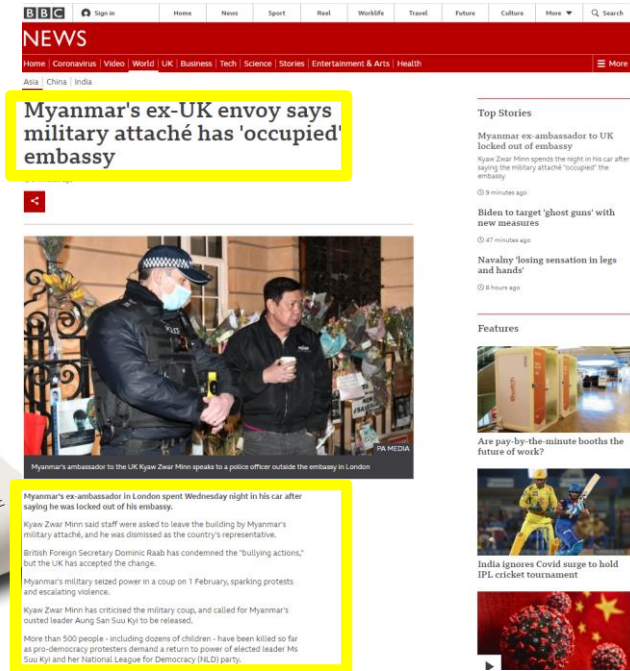 BBC Sign in Home News Sport Reel Worklife Travel Future Culture More Search
NEWS
Home Coronavirus Video World UK Business Tech Science Stories Entertainment & Arts Health More
Asia China India
Myanmar's ex-UK envoy says
military attaché has 'occupied'
embassy
PA MEDIA
Myanmar's ambassador to the UK Kyaw Zwar Minn speaks to a police officer outside the embassy in London
Myanmar's ex-ambassador in London spent Wednesday night in his car after
saying he was locked out of his embassy.
Kyaw Zwar Minn said staff were asked to leave the building by Myanmar's
military attaché, and he was dismissed as the country's representative.
British Foreign Secretary Dominic Raab has condemned the "bullying actions,"
but the UK has accepted the change.
Myanmar's military seized power in a coup on 1 February, sparking protests
and escalating violence.
Kyaw Zwar Minn has criticised the military coup, and called for Myanmar's
ousted leader Aung San Suu Kyi to be released.
More than 500 people - including dozens of children - have been killed so far
as pro-democracy protesters demand a return to power of elected leader Ms
Suu Kyi and her National League for Democracy (NLD) party.
Top Stories
Myanmar ex-ambassador to UK
locked out of embassy
Kyaw Zwar Minn spends the night in his car after
saying the military attaché "occupied" the
embassy.
9 minutes ago
Biden to target 'ghost guns' with
new measures
47 minutes ago
Navalny 'losing sensation in legs
and hands'
8 hours ago
Features
Are pay-by-the-minute booths the
future of work?
India ignores Covid surge to hold
IPL cricket tournament